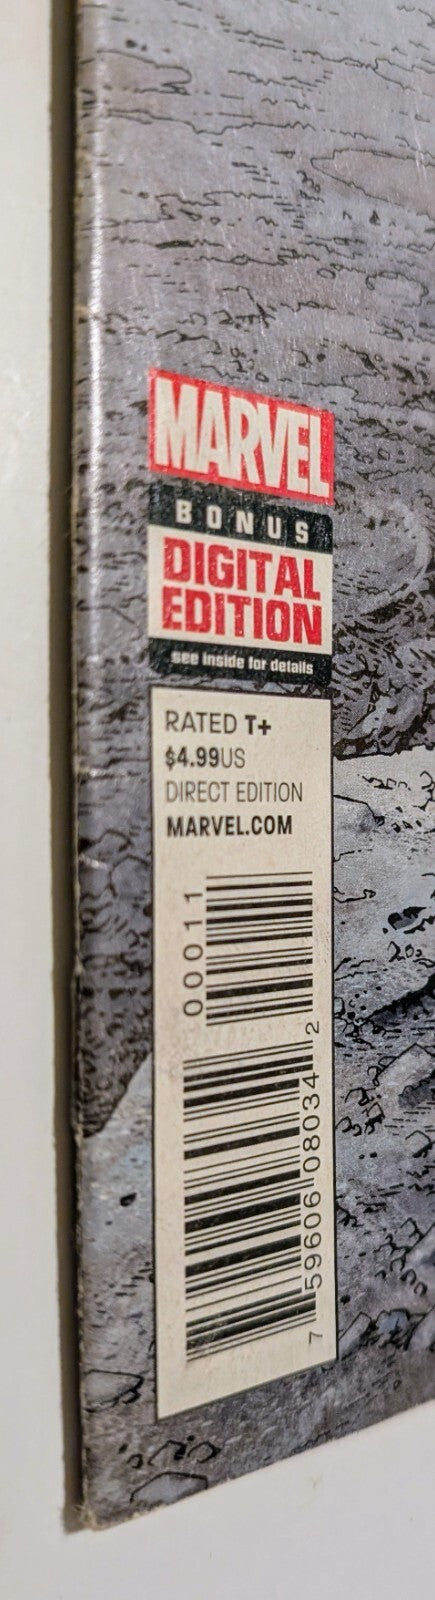 MARVEL
BONUS
DIGITAL
EDITION
see inside for details
RATED T+
$4.99US
DIRECT EDITION
MARVEL.COM
00011
7 59606 08034 2